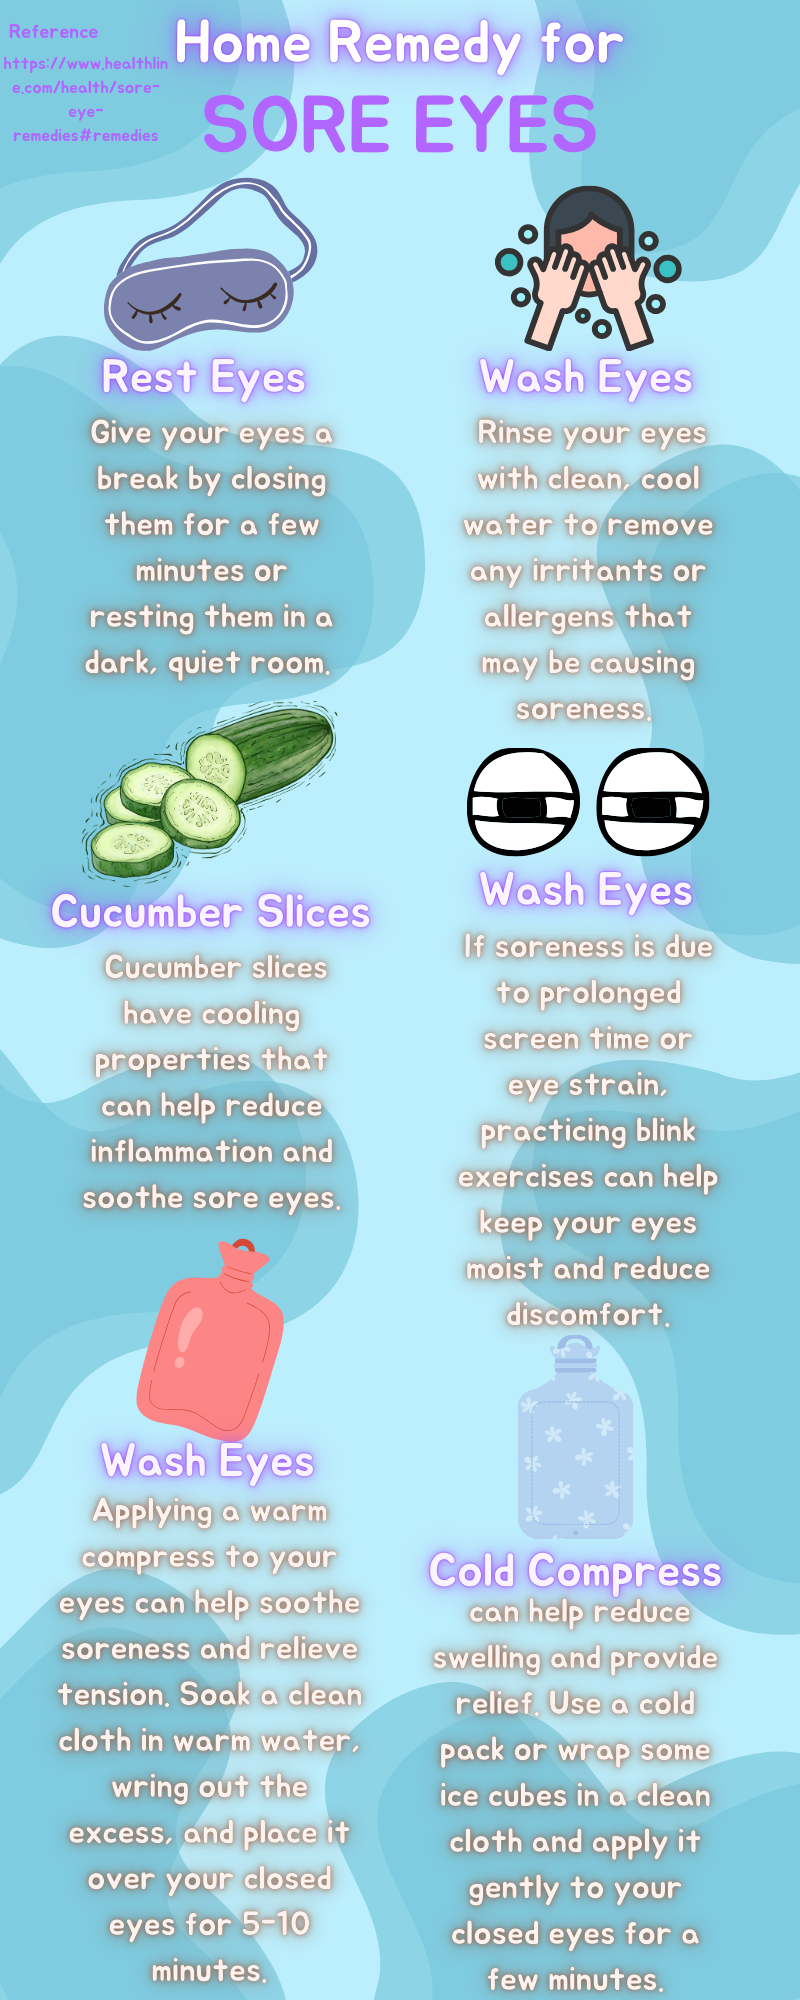 Reference
https://www.healthlin
e.com/health/sore-
eye-
remedies#remedies
Home Remedy for
SORE EYES
Rest Eyes
Give your eyes a
break by closing
them for a few
minutes or
resting them in a
dark, quiet room.
Wash Eyes
Rinse your eyes
with clean, cool
water to remove
any irritants or
allergens that
may be causing
soreness.
Cucumber Slices
Cucumber slices
have cooling
properties that
can help reduce
inflammation and
soothe sore eyes.
Wash Eyes
If soreness is due
to prolonged
screen time or
eye strain,
practicing blink
exercises can help
keep your eyes
moist and reduce
discomfort.
Wash Eyes
Applying a warm
compress to your
eyes can help soothe
soreness and relieve
tension. Soak a clean
cloth in warm water,
wring out the
excess, and place it
over your closed
eyes for 5-10
minutes.
Cold Compress
can help reduce
swelling and provide
relief. Use a cold
pack or wrap some
ice cubes in a clean
cloth and apply it
gently to your
closed eyes for a
few minutes.